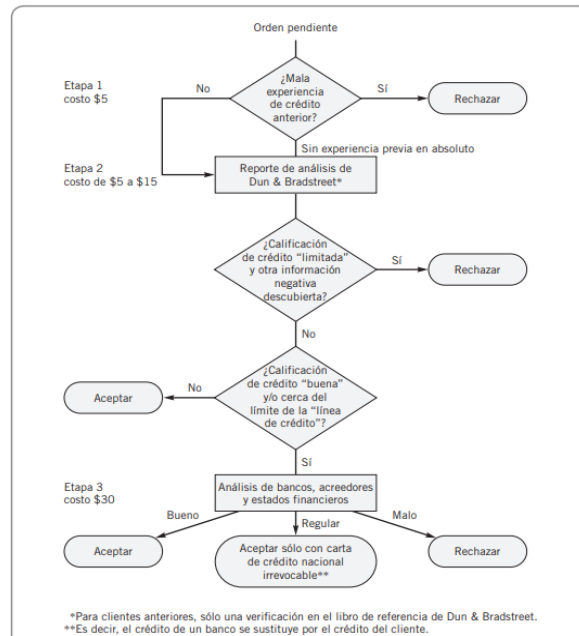 Orden pendiente
Etapa 1
costo $5
¿Mala
experiencia
de crédito
anterior?
No
Sí
Rechazar
Sin experiencia previa en absoluto
Etapa 2
costo de $5 a $15
Reporte de análisis de
Dun & Bradstreet*
¿Calificación
de crédito “limitada”
y otra información
negativa
descubierta?
Sí
Rechazar
No
¿Calificación
de crédito “buena”
y/o cerca del
límite de la “línea
de crédito”?
No
Aceptar
Sí
Etapa 3
costo $30
Análisis de bancos, acreedores
y estados financieros
Bueno
Regular
Malo
Aceptar
Aceptar sólo con carta
de crédito nacional
irrevocable**
Rechazar
*Para clientes anteriores, sólo una verificación en el libro de referencia de Dun & Bradstreet.
**Es decir, el crédito de un banco se sustituye por el crédito del cliente.